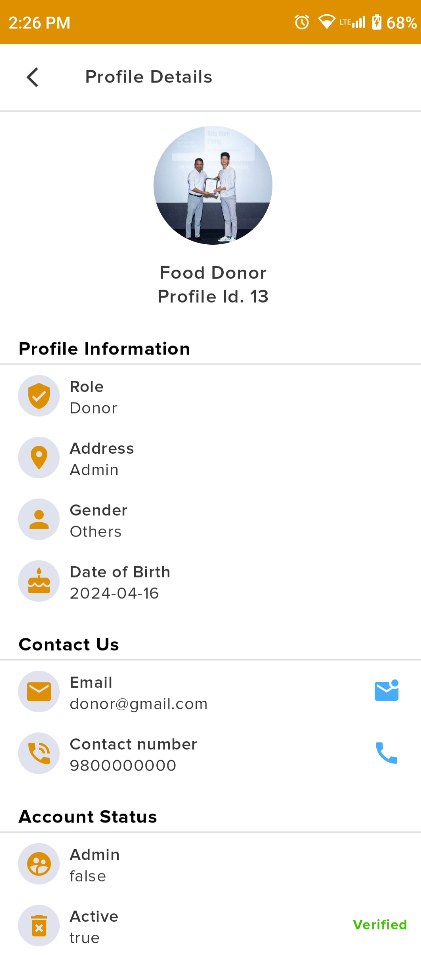 2:26 PM
LTE
68%
Profile Details
Food Donor
Profile Id. 13
Profile Information
Role
Donor
Address
Admin
Gender
Others
Date of Birth
2024-04-16
Contact Us
Email
donor@gmail.com
Contact number
9800000000
Account Status
Admin
false
Active
true
Verified